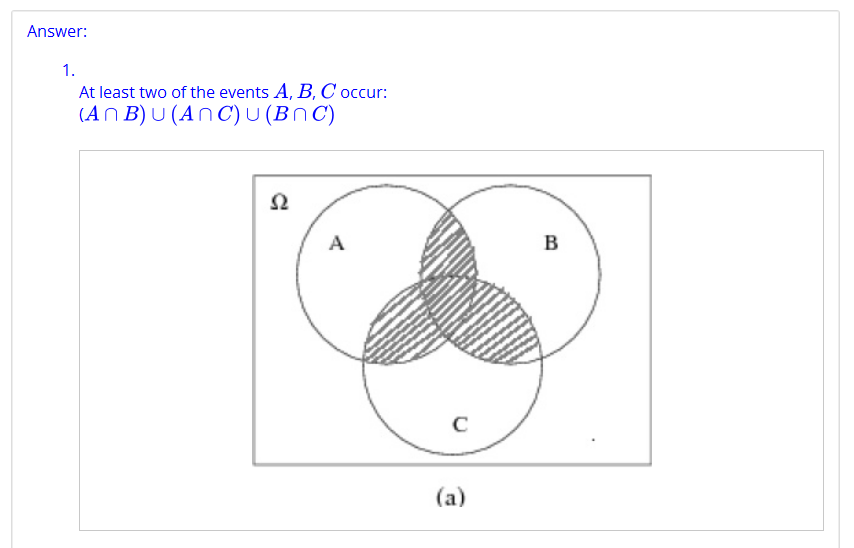 Answer:
1.
At least two of the events A, B, C occur:
(A ∩ B) ∪ (A ∩ C) ∪ (B ∩ C)
Ω
A
B
C
(a)